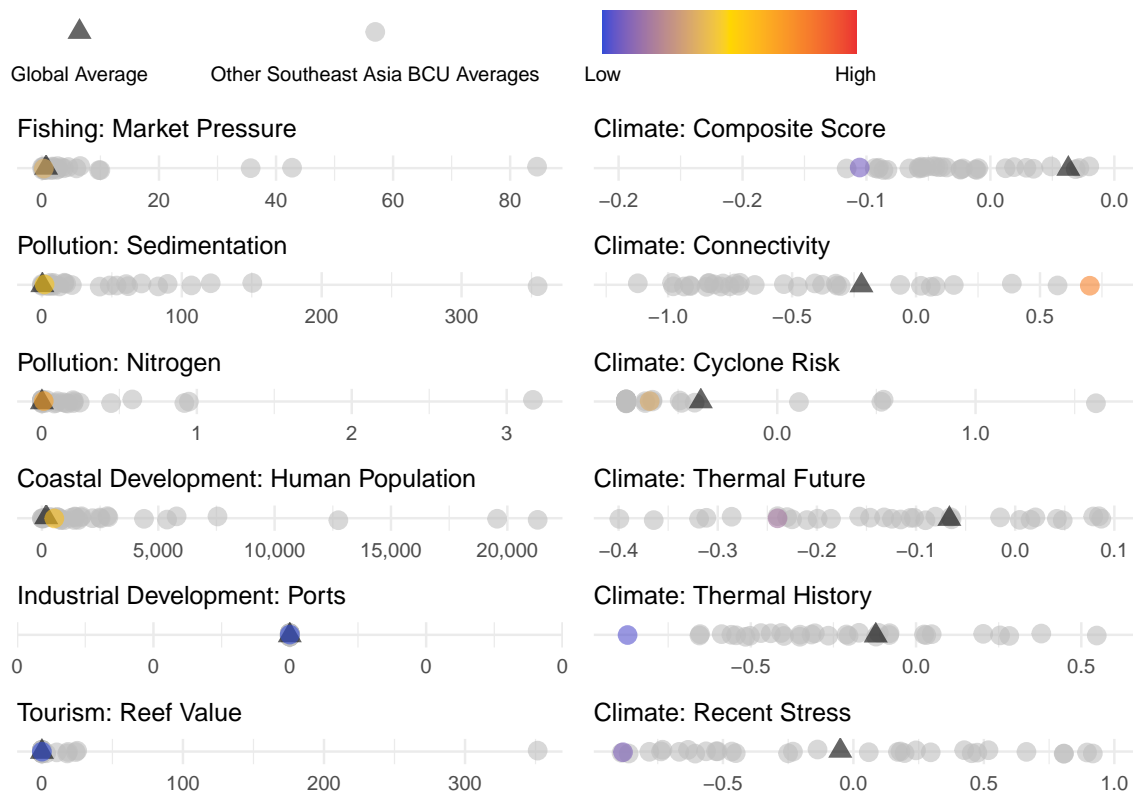 Global Average
Other Southeast Asia BCU Averages
Low
High
Fishing: Market Pressure
0 20 40 60 80
Climate: Composite Score
−0.2 −0.2 −0.1 0.0 0.0
Pollution: Sedimentation
0 100 200 300
Climate: Connectivity
−1.0 −0.5 0.0 0.5
Pollution: Nitrogen
0 1 2 3
Climate: Cyclone Risk
0.0 1.0
Coastal Development: Human Population
0 5,000 10,000 15,000 20,000
Climate: Thermal Future
−0.4 −0.3 −0.2 −0.1 0.0 0.1
Industrial Development: Ports
0 0 0 0 0
Climate: Thermal History
−0.5 0.0 0.5
Tourism: Reef Value
0 100 200 300
Climate: Recent Stress
−0.5 0.0 0.5 1.0